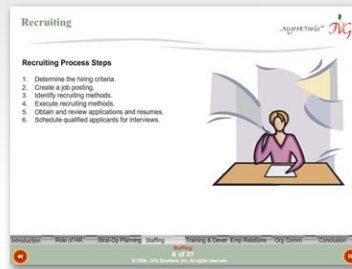 Recruiting
MyHRTools™ JVG
Recruiting Process Steps
1. Determine the hiring criteria.
2. Create a job posting.
3. Identify recruiting methods.
4. Execute recruiting methods.
5. Obtain and review applications and resumes.
6. Schedule qualified applicants for interviews.
Introduction Role of HR Strat-Op Planning Staffing Training & Devel Emp Relations Org Comm Conclusion
Staffing
6 of 27